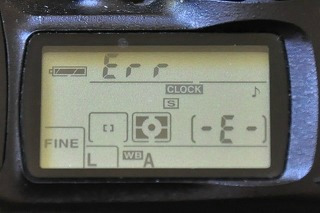 Err
CLOCK
S
[-E-]
FINE
L
WB A